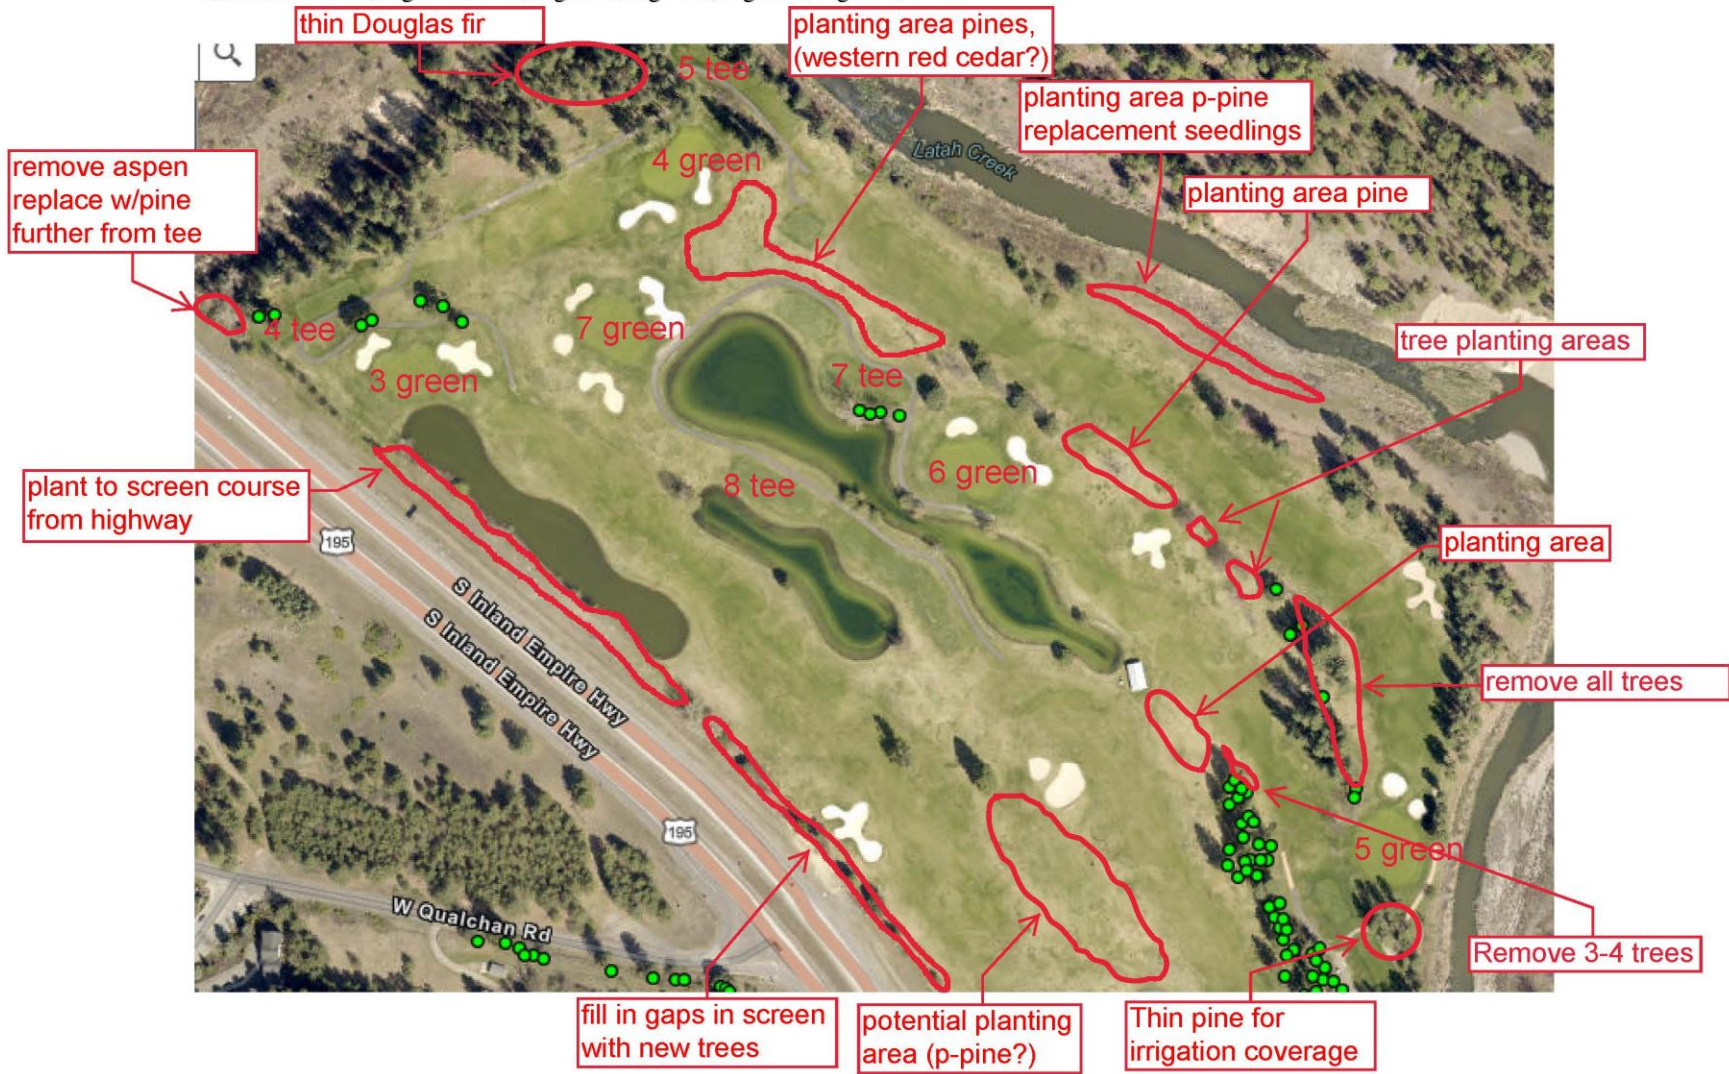 thin Douglas fir
planting area pines,
(western red cedar?)
5 tee
planting area p-pine
replacement seedlings
Latah Creek
4 green
remove aspen
replace w/pine
further from tee
planting area pine
4 tee
7 green
tree planting areas
3 green
7 tee
6 green
8 tee
plant to screen course
from highway
195
planting area
S Inland Empire Hwy
S Inland Empire Hwy
remove all trees
195
5 green
W Qualchan Rd
Remove 3-4 trees
fill in gaps in screen
with new trees
potential planting
area (p-pine?)
Thin pine for
irrigation coverage